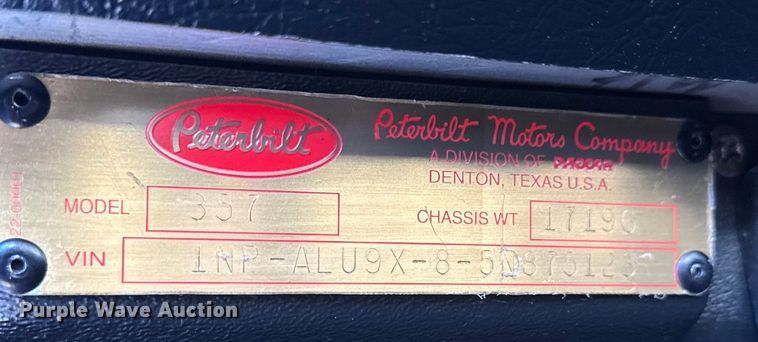 Peterbilt
Peterbilt Motors Company
A DIVISION OF PACCAR
DENTON, TEXAS U.S.A.
MODEL 357
CHASSIS WT 17190
VIN 1NP-ALU9X-8-5D875123
Purple Wave Auction